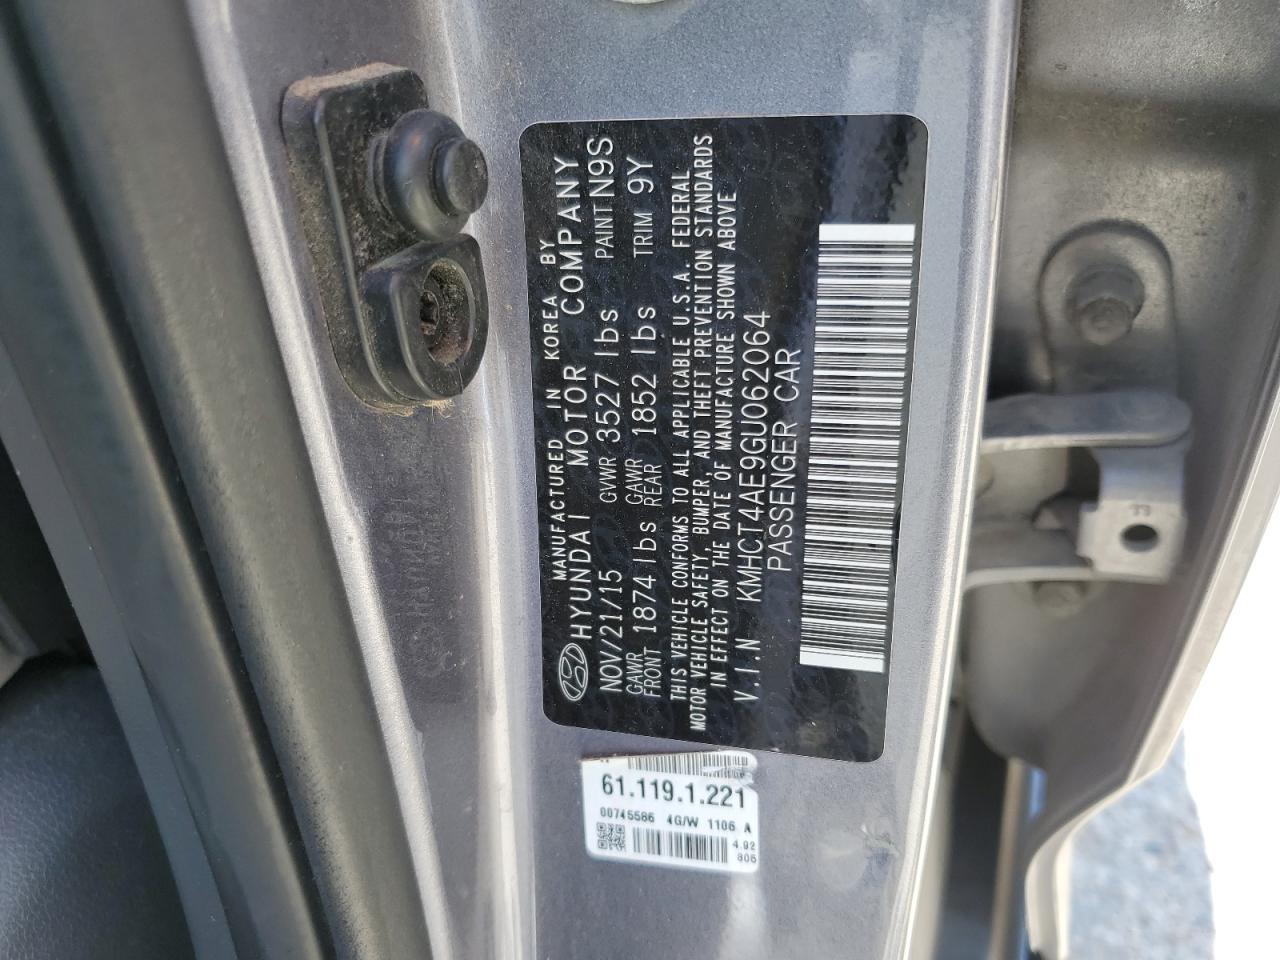 MANUFACTURED IN KOREA BY
HYUNDAI MOTOR COMPANY
NOV/21/15 GVWR 3527 lbs PAINT N9S
GAWR FRONT 1874 lbs GAWR REAR 1852 lbs TRIM 9Y
THIS VEHICLE CONFORMS TO ALL APPLICABLE U.S.A. FEDERAL
MOTOR VEHICLE SAFETY, BUMPER, AND THEFT PREVENTION STANDARDS
IN EFFECT ON THE DATE OF MANUFACTURE SHOWN ABOVE
V.I.N KMHCT4AE9GU062064
PASSENGER CAR
61.119.1.221
00745586 4G/W 1106 A
4.92
806